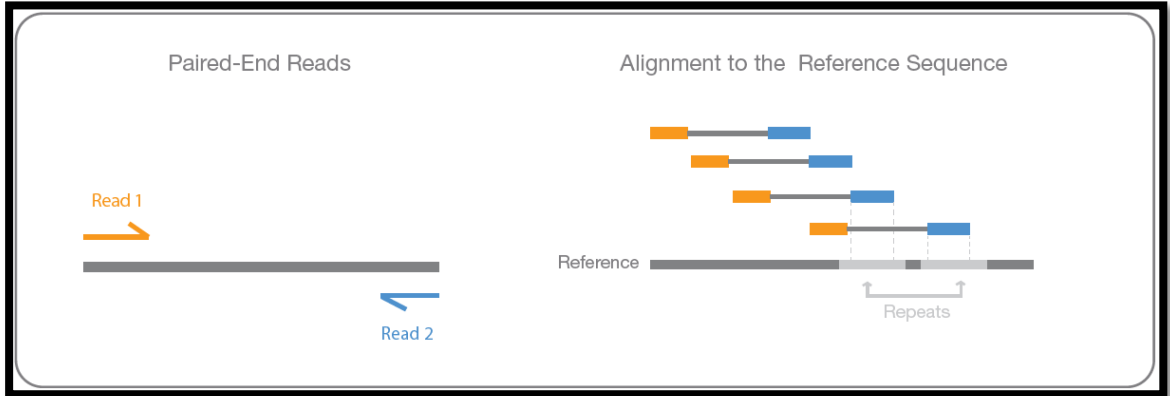 Paired-End Reads
Read 1
Read 2
Alignment to the Reference Sequence
Reference
Repeats